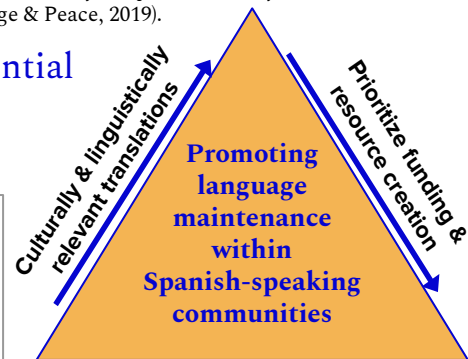 ge & Peace, 2019).
ntial
Culturally & linguistically
relevant translations
Prioritize funding &
resource creation
Promoting
language
maintenance
within
Spanish-speaking
communities